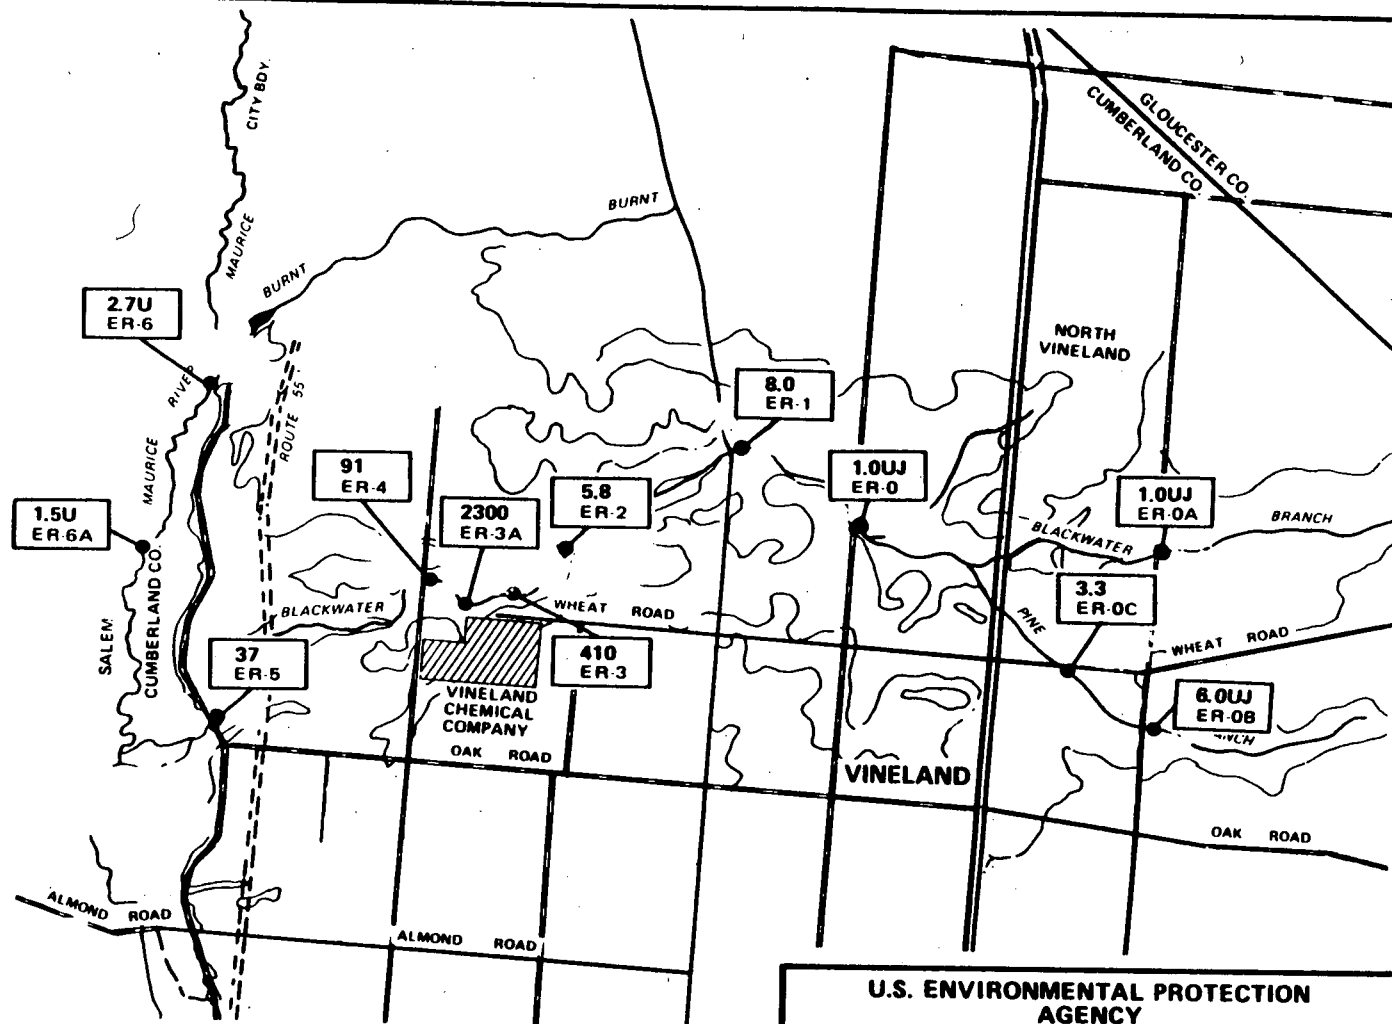 CITY BDY.
MAURICE
GLOUCESTER CO.
CUMBERLAND CO.
BURNT
BURNT
2.7U
ER-6
NORTH
VINELAND
RIVER
ROUTE 55
8.0
ER-1
MAURICE
91
ER-4
1.0UJ
ER-0
5.8
ER-2
1.0UJ
ER-0A
1.5U
ER-6A
2300
ER-3A
BLACKWATER
BRANCH
CUMBERLAND CO.
SALEM
3.3
ER-0C
BLACKWATER
WHEAT ROAD
PINE
WHEAT ROAD
37
ER-5
410
ER-3
VINELAND
CHEMICAL
COMPANY
6.0UJ
ER-0B
NCH
OAK ROAD
VINELAND
OAK ROAD
ALMOND ROAD
ALMOND ROAD
U.S. ENVIRONMENTAL PROTECTION
AGENCY